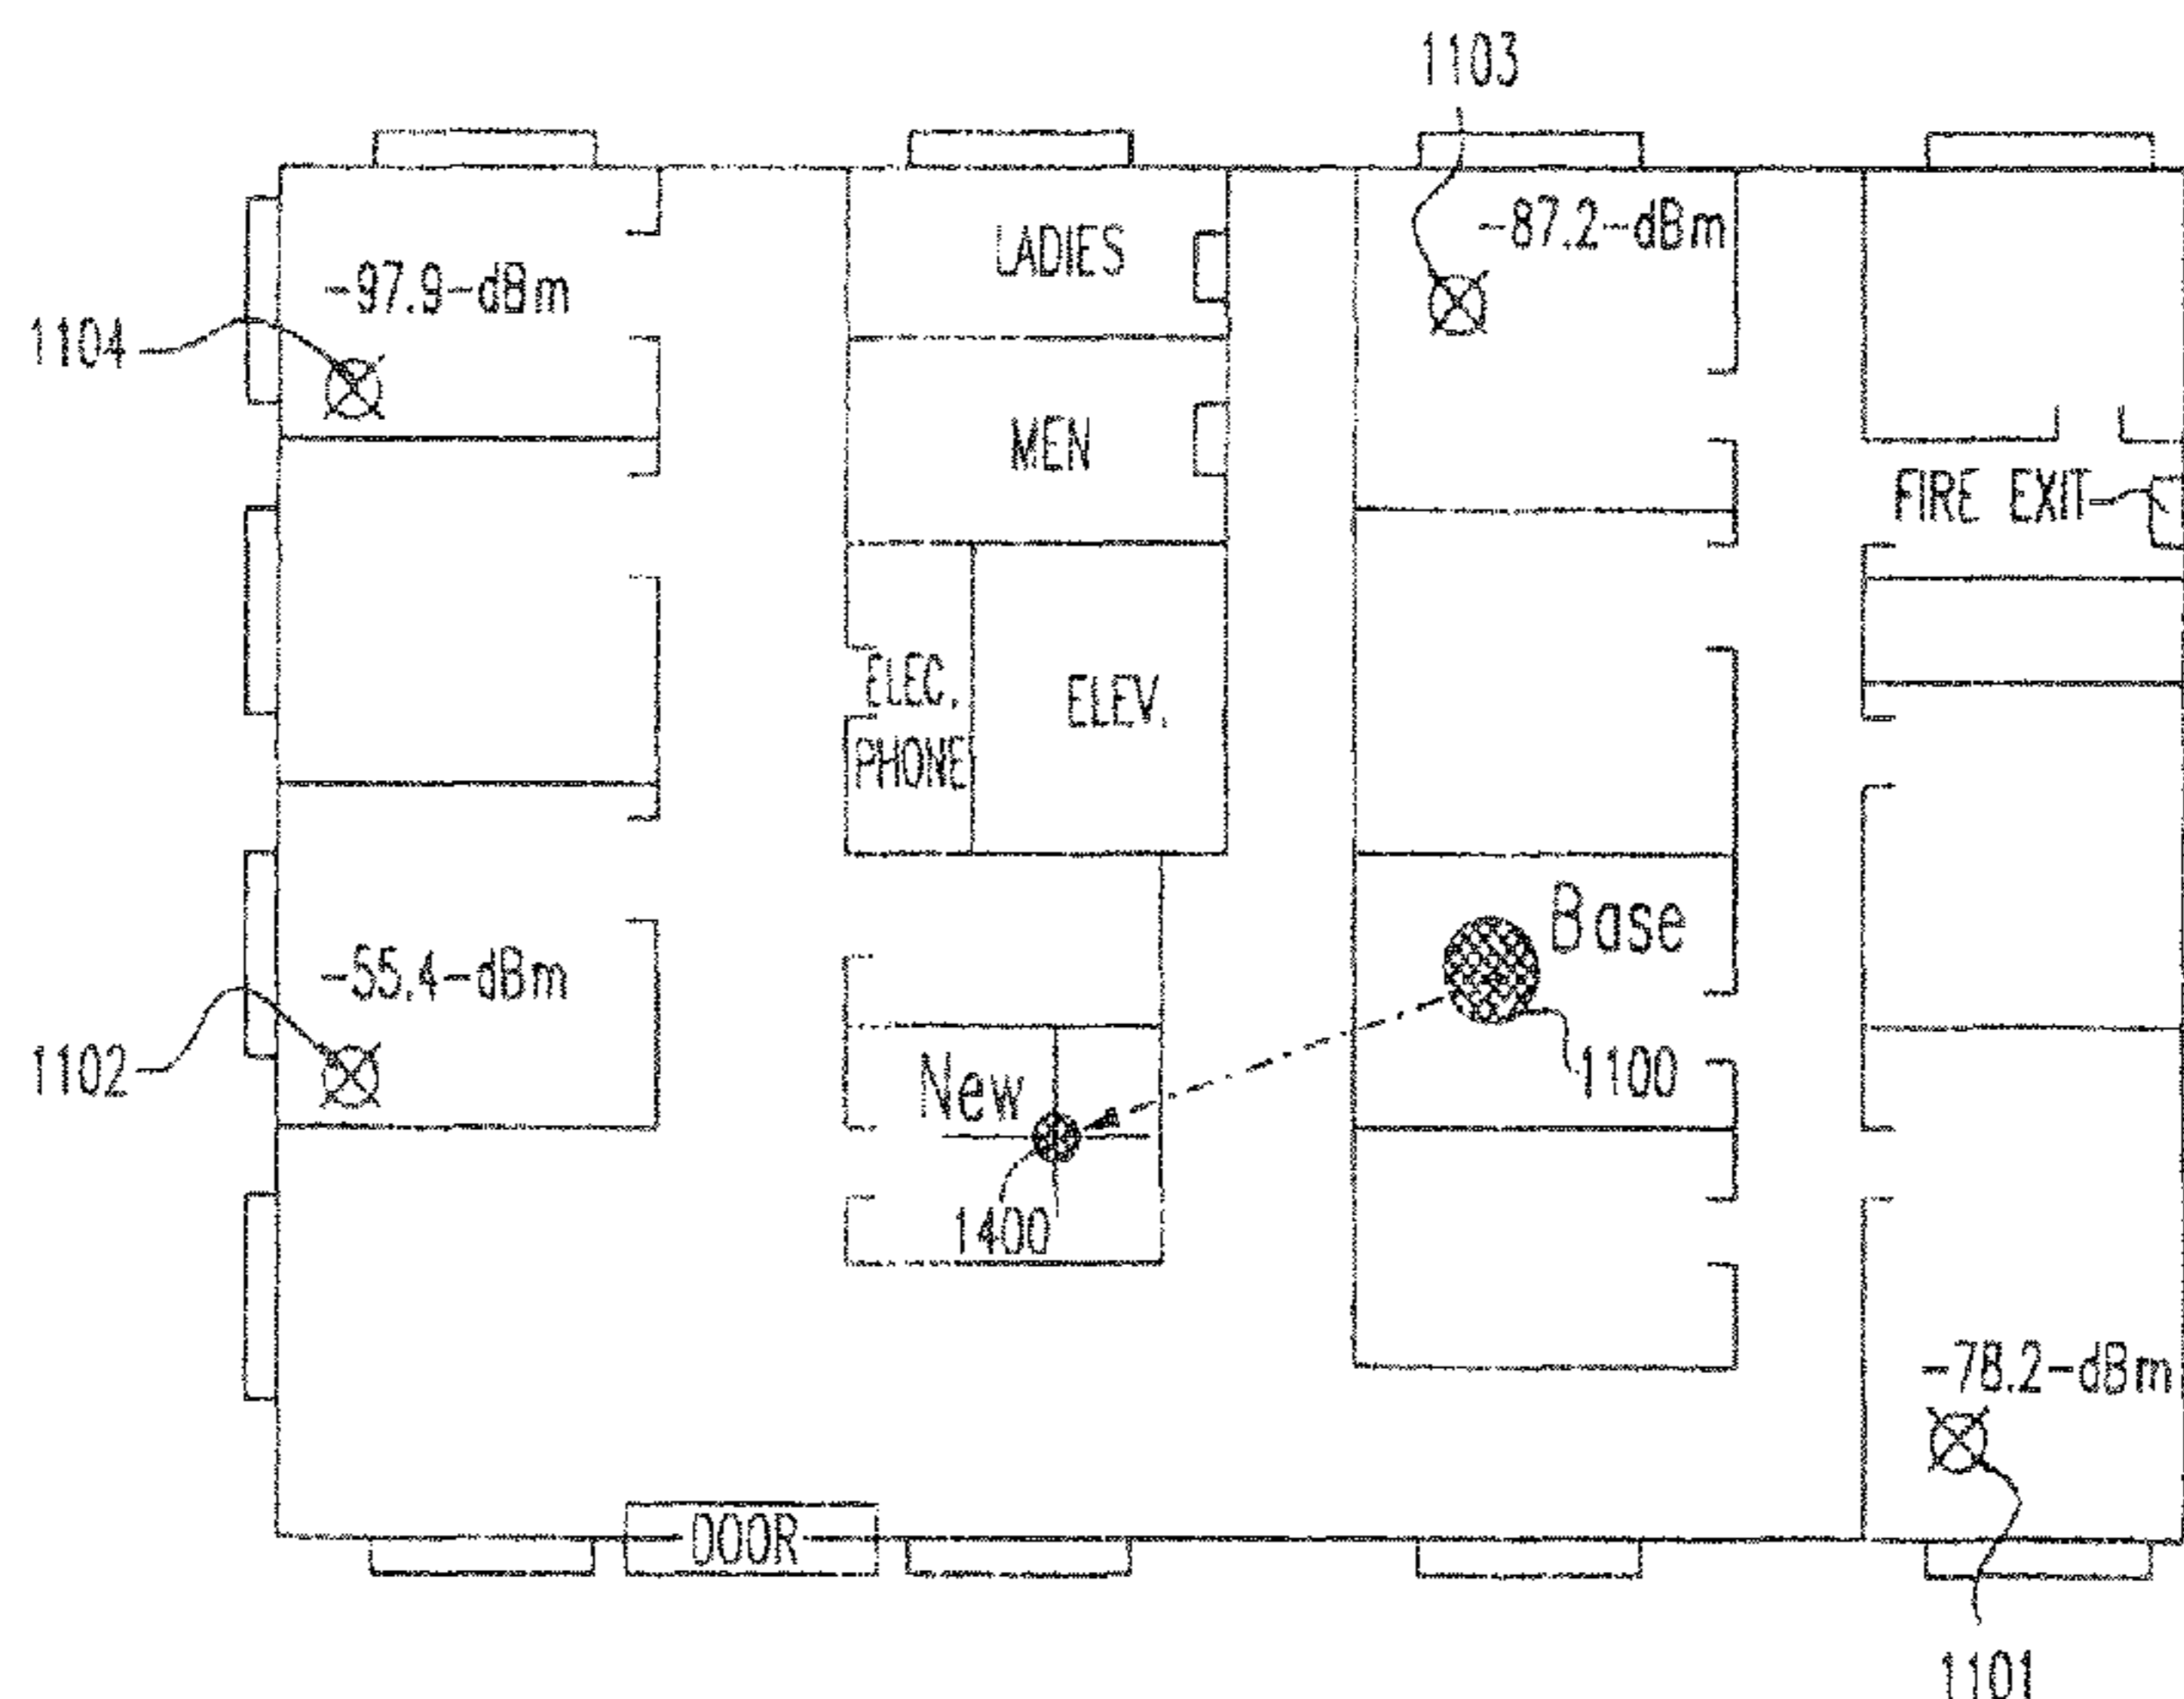 1103
-87.2-dBm
LADIES
-97.9-dBm
1104
MEN
FIRE EXIT
ELEC.
PHONE
ELEV.
Base
-55.4-dBm
1102
New
1100
1400
-78.2-dBm
DOOR
1101